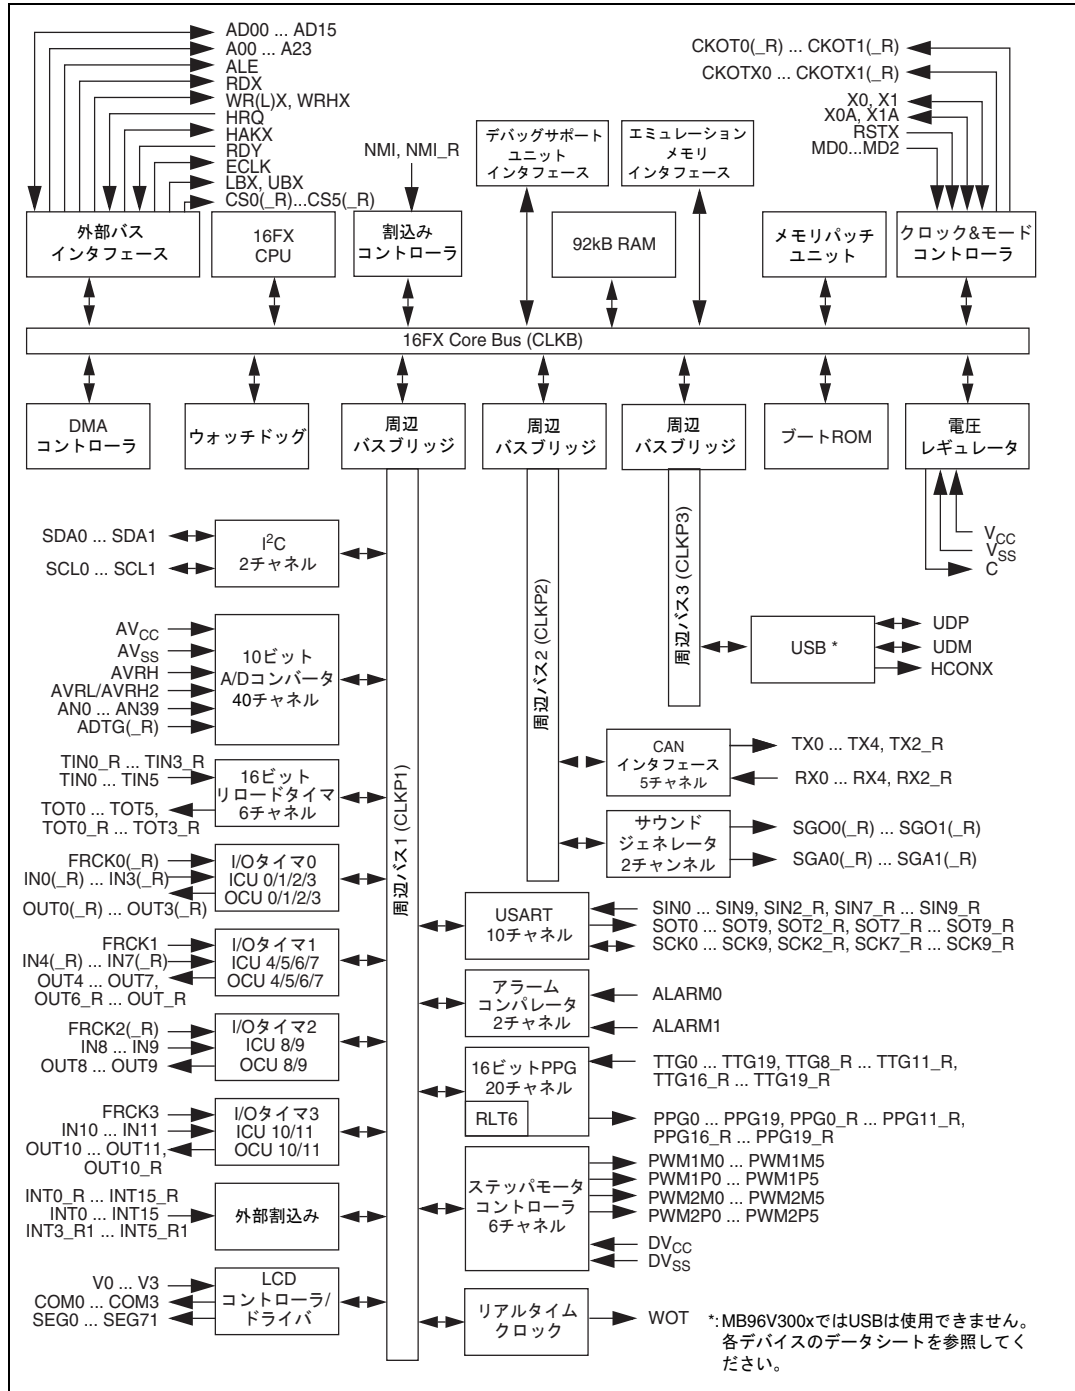 AD00 ... AD15
A00 ... A23
ALE
RDX
WR(L)X, WRHX
HRQ
HAKX
RDY
ECLK
LBX, UBX
CS0(_R)...CS5(_R)
NMI, NMI_R
CKOT0(_R) ... CKOT1(_R)
CKOTX0 ... CKOTX1(_R)
X0, X1
X0A, X1A
RSTX
MD0...MD2
デバッグサポート
ユニット
インタフェース
エミュレーション
メモリ
インタフェース
外部バス
インタフェース
16FX
CPU
割込み
コントローラ
92kB RAM
メモリパッチ
ユニット
クロック&モード
コントローラ
16FX Core Bus (CLKB)
DMA
コントローラ
ウォッチドッグ
周辺
バスブリッジ
周辺
バスブリッジ
周辺
バスブリッジ
ブートROM
電圧
レギュレータ
VCC
VSS
C
周辺バス1 (CLKP1)
周辺バス2 (CLKP2)
周辺バス3 (CLKP3)
SDA0 ... SDA1
SCL0 ... SCL1
I²C
2チャネル
AVCC
AVSS
AVRH
AVRL/AVRH2
AN0 ... AN39
ADTG(_R)
10ビット
A/Dコンバータ
40チャネル
TIN0_R ... TIN3_R
TIN0 ... TIN5
TOT0 ... TOT5,
TOT0_R ... TOT3_R
16ビット
リロードタイマ
6チャネル
FRCK0(_R)
IN0(_R) ... IN3(_R)
OUT0(_R) ... OUT3(_R)
I/Oタイマ0
ICU 0/1/2/3
OCU 0/1/2/3
FRCK1
IN4(_R) ... IN7(_R)
OUT4 ... OUT7,
OUT6_R ... OUT_R
I/Oタイマ1
ICU 4/5/6/7
OCU 4/5/6/7
FRCK2(_R)
IN8 ... IN9
OUT8 ... OUT9
I/Oタイマ2
ICU 8/9
OCU 8/9
FRCK3
IN10 ... IN11
OUT10 ... OUT11,
OUT10_R
I/Oタイマ3
ICU 10/11
OCU 10/11
INT0_R ... INT15_R
INT0 ... INT15
INT3_R1 ... INT5_R1
外部割込み
V0 ... V3
COM0 ... COM3
SEG0 ... SEG71
LCD
コントローラ/
ドライバ
USB *
UDP
UDM
HCONX
CAN
インタフェース
5チャネル
TX0 ... TX4, TX2_R
RX0 ... RX4, RX2_R
サウンド
ジェネレータ
2チャンネル
SGO0(_R) ... SGO1(_R)
SGA0(_R) ... SGA1(_R)
USART
10チャネル
SIN0 ... SIN9, SIN2_R, SIN7_R ... SIN9_R
SOT0 ... SOT9, SOT2_R, SOT7_R ... SOT9_R
SCK0 ... SCK9, SCK2_R, SCK7_R ... SCK9_R
アラーム
コンパレータ
2チャネル
ALARM0
ALARM1
16ビットPPG
20チャネル
RLT6
TTG0 ... TTG19, TTG8_R ... TTG11_R,
TTG16_R ... TTG19_R
PPG0 ... PPG19, PPG0_R ... PPG11_R,
PPG16_R ... PPG19_R
ステッパモータ
コントローラ
6チャネル
PWM1M0 ... PWM1M5
PWM1P0 ... PWM1P5
PWM2M0 ... PWM2M5
PWM2P0 ... PWM2P5
DVCC
DVSS
リアルタイム
クロック
WOT
*: MB96V300xではUSBは使用できません。
各デバイスのデータシートを参照してく
ださい。